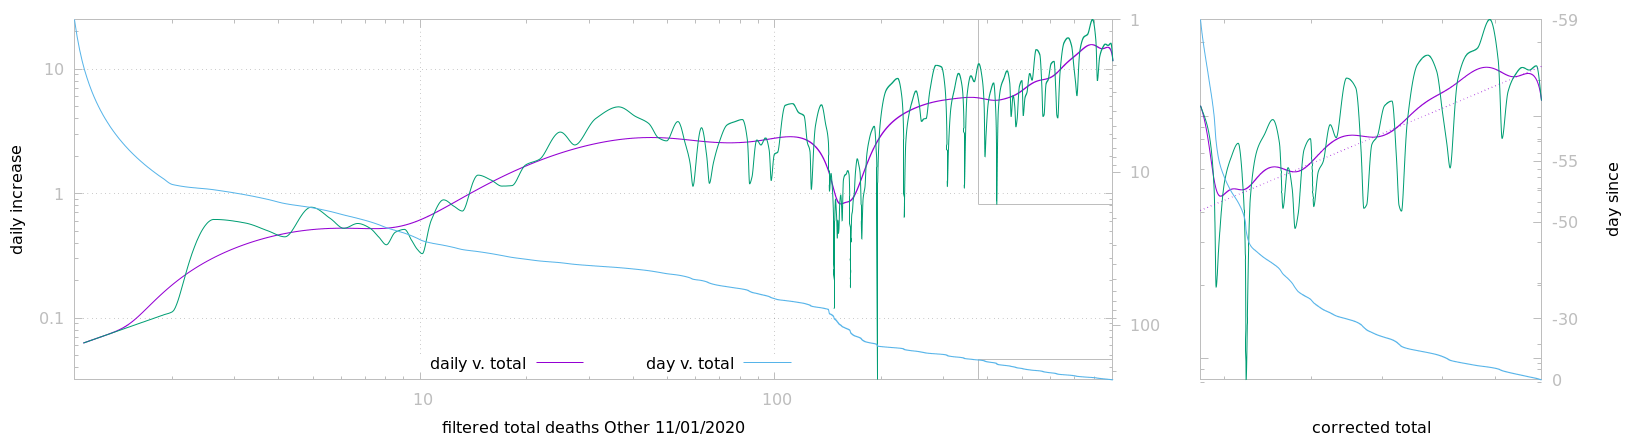 1
-59
10
daily increase
10
-55
day since
1
-50
0.1
100
-30
daily v. total
day v. total
0
10
100
filtered total deaths Other 11/01/2020
corrected total